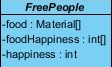 FreePeople
-food : Material[]
-foodHappiness : int[]
-happiness : int